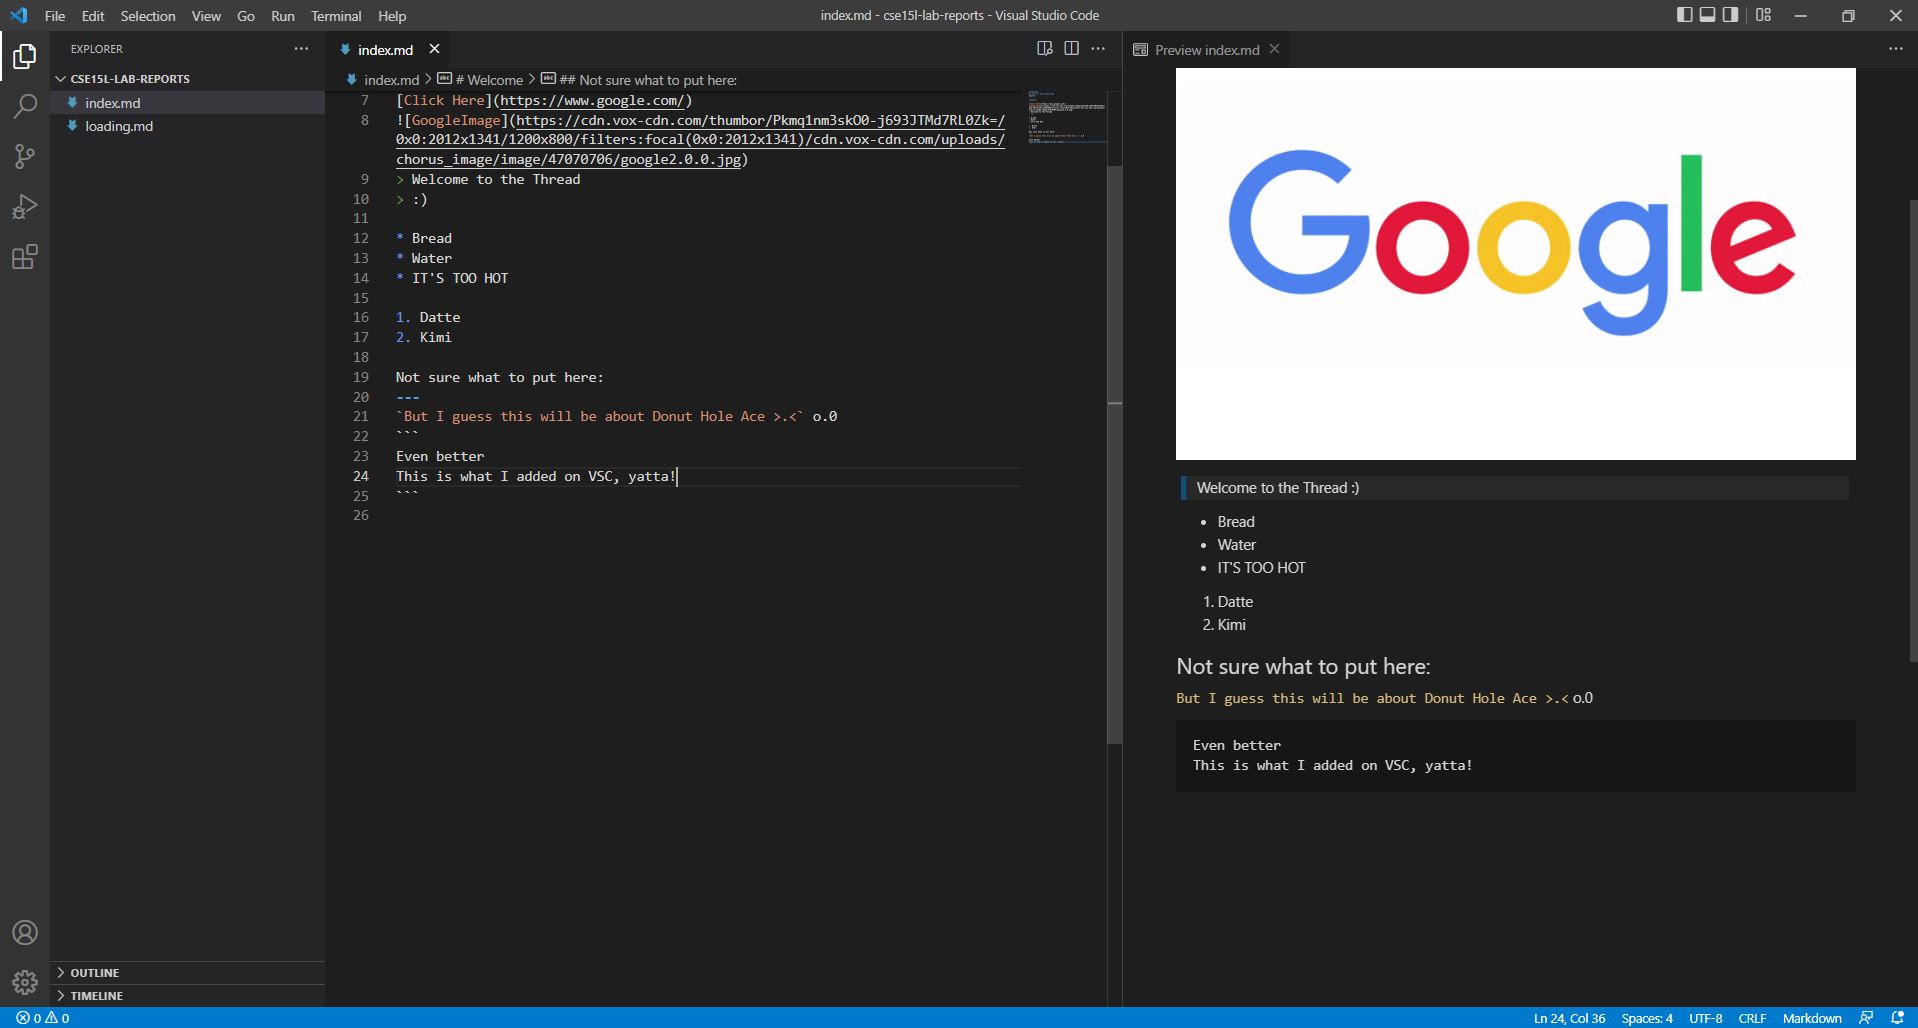 File Edit Selection View Go Run Terminal Help
index.md - cse15l-lab-reports - Visual Studio Code
EXPLORER
CSE15L-LAB-REPORTS
index.md
loading.md
OUTLINE
TIMELINE
index.md
index.md > # Welcome > ## Not sure what to put here:
7 [Click Here](https://www.google.com/)
8 ![GoogleImage](https://cdn.vox-cdn.com/thumbor/Pkmq1nm3skO0-j693JTMd7RL0Zk=/
0x0:2012x1341/1200x800/filters:focal(0x0:2012x1341)/cdn.vox-cdn.com/uploads/
chorus_image/image/47070706/google2.0.0.jpg)
9 > Welcome to the Thread
10 > :)
11
12 * Bread
13 * Water
14 * IT'S TOO HOT
15
16 1. Datte
17 2. Kimi
18
19 Not sure what to put here:
20 ---
21 `But I guess this will be about Donut Hole Ace >.<` o.0
22 ```
23 Even better
24 This is what I added on VSC, yatta!
25 ```
26
Preview index.md
Google
Welcome to the Thread :)
• Bread
• Water
• IT'S TOO HOT
1. Datte
2. Kimi
Not sure what to put here:
But I guess this will be about Donut Hole Ace >.< o.0
Even better
This is what I added on VSC, yatta!
0 0
Ln 24, Col 36 Spaces: 4 UTF-8 CRLF Markdown